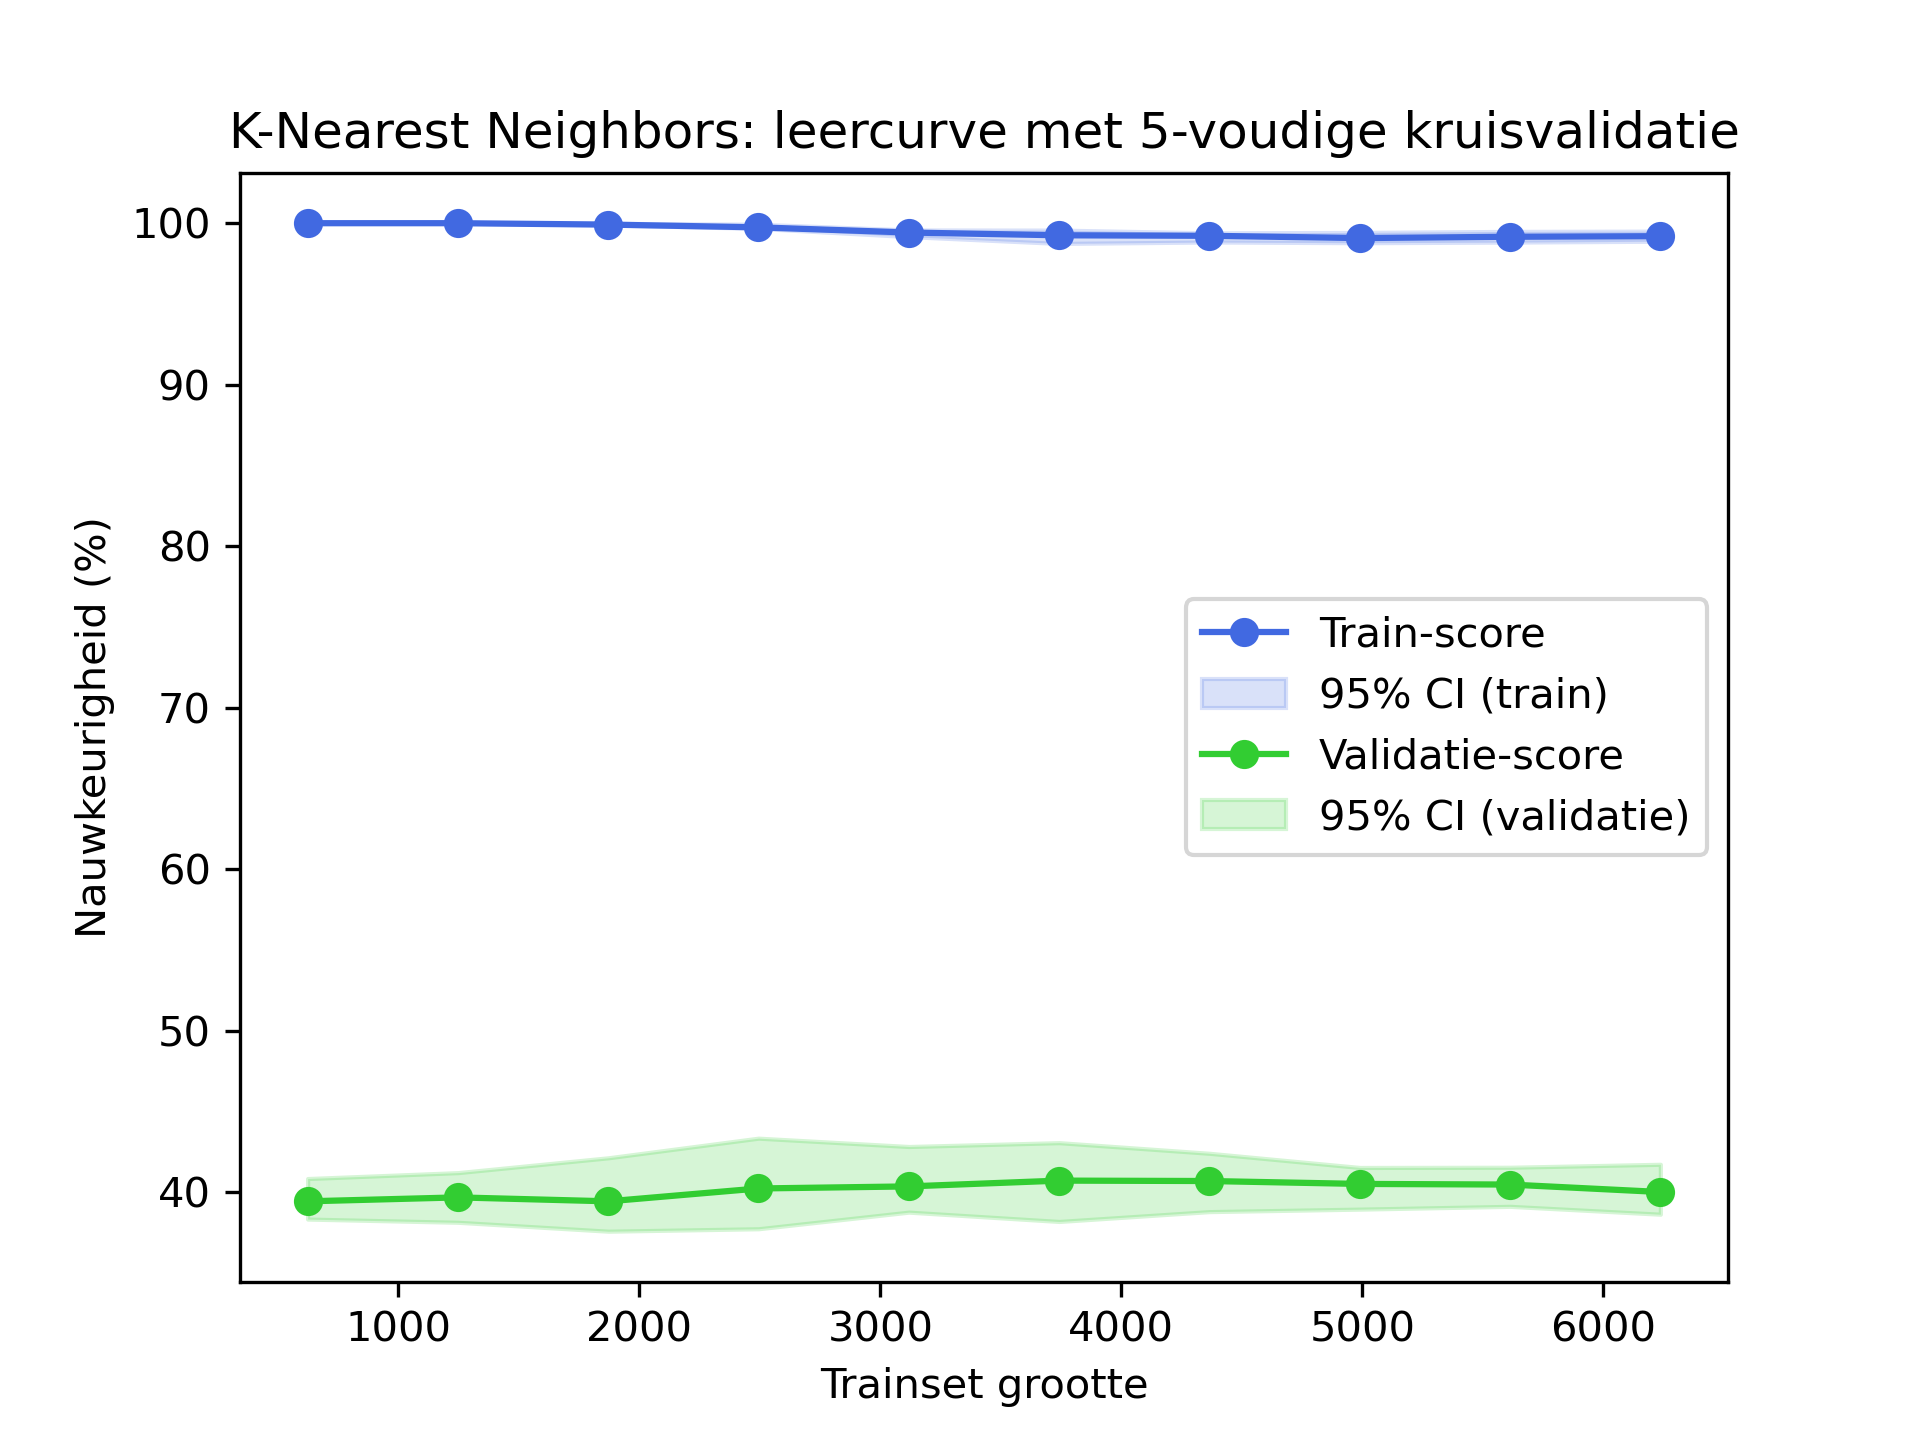 K-Nearest Neighbors: leercurve met 5-voudige kruisvalidatie
Nauwkeurigheid (%)
100
90
80
70
60
50
40
Train-score
95% CI (train)
Validatie-score
95% CI (validatie)
1000 2000 3000 4000 5000 6000
Trainset grootte